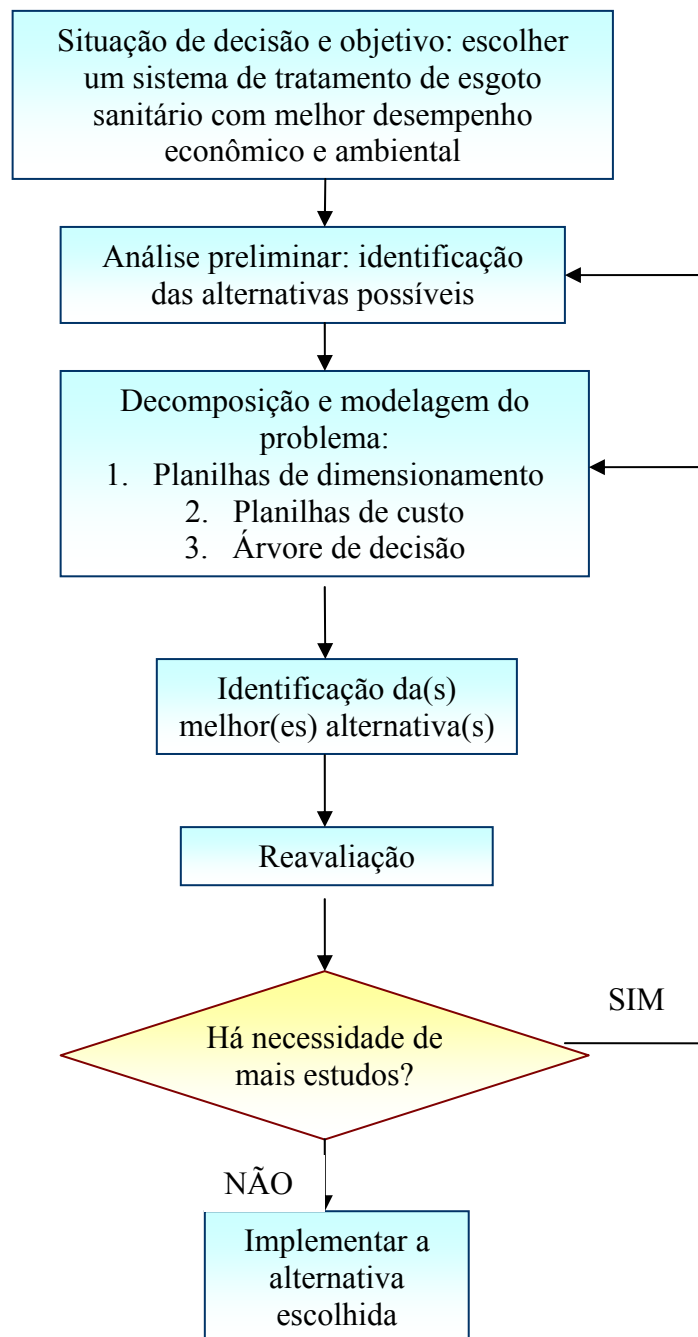 Situação de decisão e objetivo: escolher
um sistema de tratamento de esgoto
sanitário com melhor desempenho
econômico e ambiental
Análise preliminar: identificação
das alternativas possíveis
Decomposição e modelagem do
problema:
1. Planilhas de dimensionamento
2. Planilhas de custo
3. Árvore de decisão
Identificação da(s)
melhor(es) alternativa(s)
Reavaliação
Há necessidade de
mais estudos?
SIM
NÃO
Implementar a
alternativa
escolhida